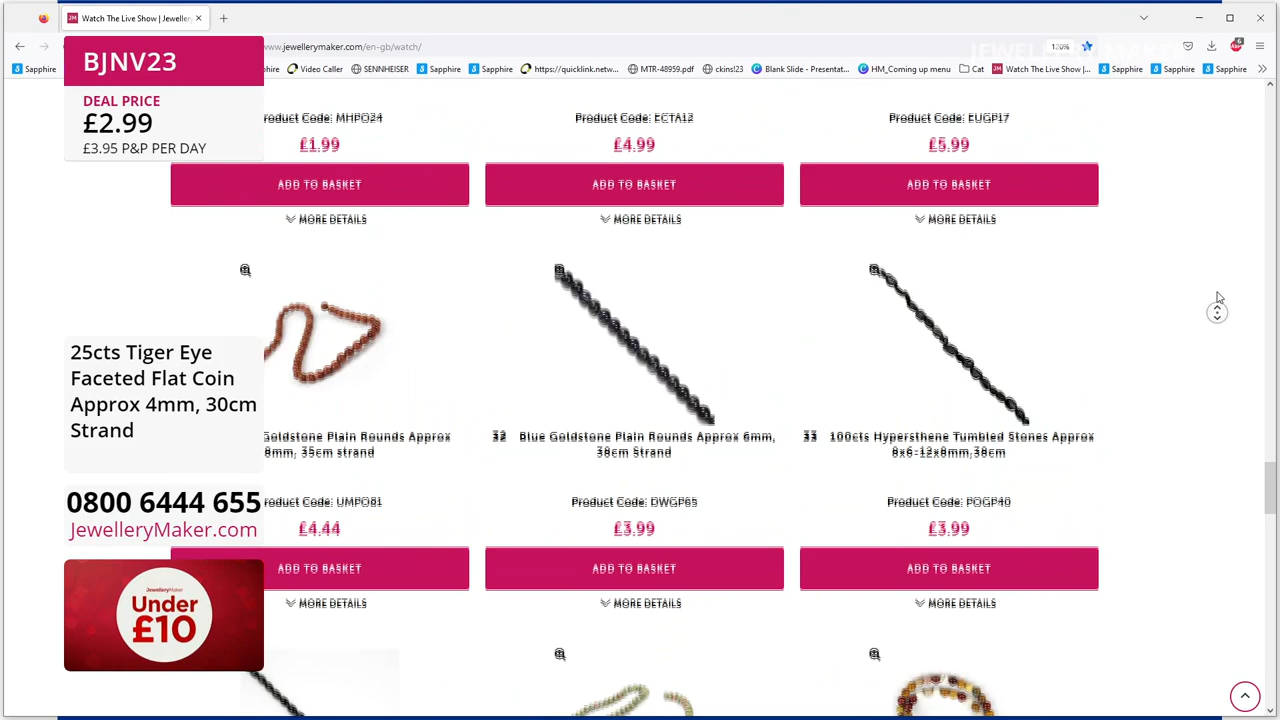 Watch The Live Show | Jeweller
www.jewellerymaker.com/en-gb/watch/
120%
6
Sapphire
Video Caller
SENNHEISER
Sapphire
Sapphire
https://quicklink.netw...
MTR-48959.pdf
ckins!23
Blank Slide - Presentat...
HM_Coming up menu
Cat
Watch The Live Show |...
Sapphire
Sapphire
Sapphire
BJNV23
DEAL PRICE
£2.99
£3.95 P&P PER DAY
roduct Code: MHPO24
Product Code: ECTA12
Product Code: EUGP17
£1.99
£4.99
£5.99
ADD TO BASKET
ADD TO BASKET
ADD TO BASKET
MORE DETAILS
MORE DETAILS
MORE DETAILS
25cts Tiger Eye
Faceted Flat Coin
Approx 4mm, 30cm
Strand
Goldstone Plain Rounds Approx
8mm, 35cm strand
32 Blue Goldstone Plain Rounds Approx 6mm,
38cm Strand
33 100cts Hypersthene Tumbled Stones Approx
8x6-12x8mm,38cm
roduct Code: UMPO81
Product Code: DWGP65
Product Code: POGP40
£4.44
£3.99
£3.99
ADD TO BASKET
ADD TO BASKET
ADD TO BASKET
MORE DETAILS
MORE DETAILS
MORE DETAILS
0800 6444 655
JewelleryMaker.com
JewelleryMaker
Under
£10